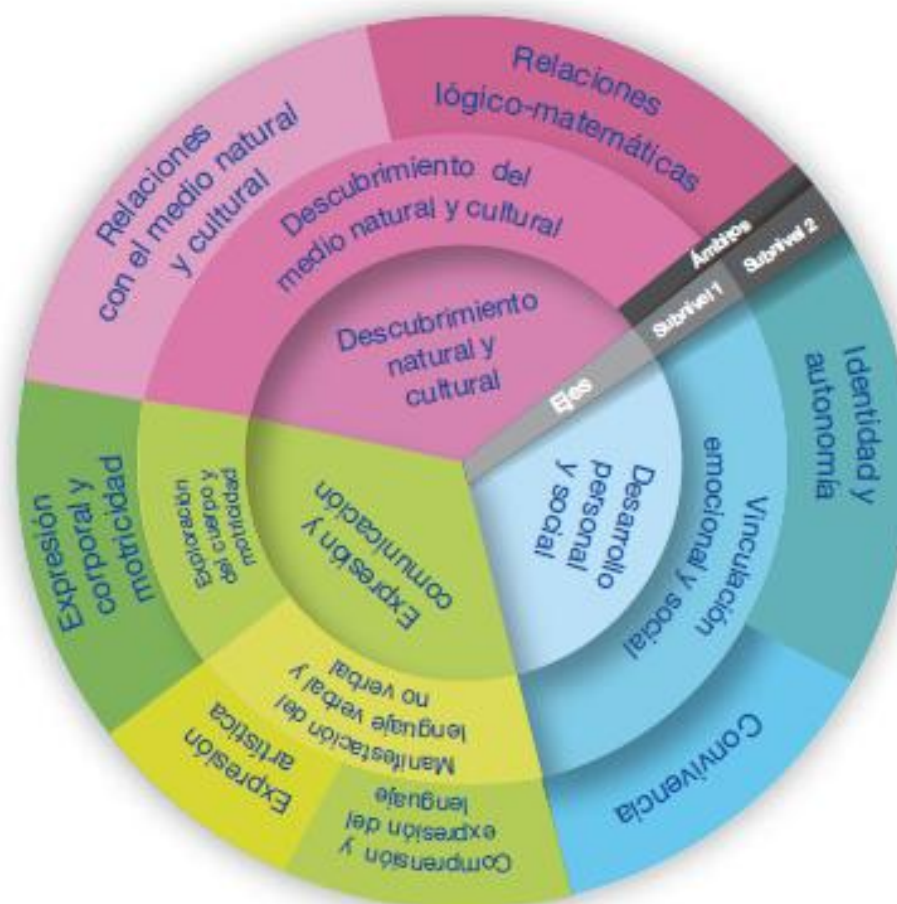 Relaciones
lógico-matemáticas
Relaciones
con el medio natural
y cultural
Descubrimiento del
medio natural y cultural
Descubrimiento
natural y
cultural
Ámbitos
Subnivel 1
Subnivel 2
Ejes
Identidad y
autonomía
Vinculación
emocional y social
Desarrollo
personal
y social
Convivencia
Expresión y
comunicación
Exploración
del cuerpo y
motricidad
Expresión
corporal y
motricidad
Manifestación del
lenguaje verbal y
no verbal
Expresión
artística
Comprensión y
expresión del
lenguaje